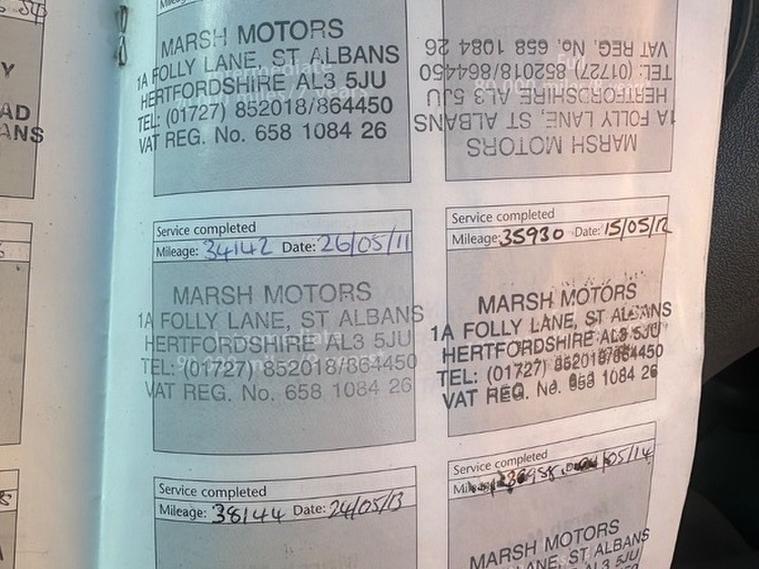 MARSH MOTORS
1A FOLLY LANE, ST ALBANS
HERTFORDSHIRE AL3 5JU
TEL: (01727) 852018/864450
VAT REG. No. 658 1084 26
MARSH MOTORS
1A FOLLY LANE, ST ALBANS
HERTFORDSHIRE AL3 5JU
TEL: (01727) 852018/864450
VAT REG. No. 658 1084 26
Service completed
Mileage: 34142 Date: 26/05/11
MARSH MOTORS
1A FOLLY LANE, ST ALBANS
HERTFORDSHIRE AL3 5JU
TEL: (01727) 852018/864450
VAT REG. No. 658 1084 26
Service completed
Mileage: 35930 Date: 15/05/12
MARSH MOTORS
1A FOLLY LANE, ST ALBANS
HERTFORDSHIRE AL3 5JU
TEL: (01727) 852018/864450
VAT REG. No. 658 1084 26
Service completed
Mileage: 38144 Date: 24/05/13
Service completed
/05/14
MARSH MOTORS
1A FOLLY LANE, ST ALBANS